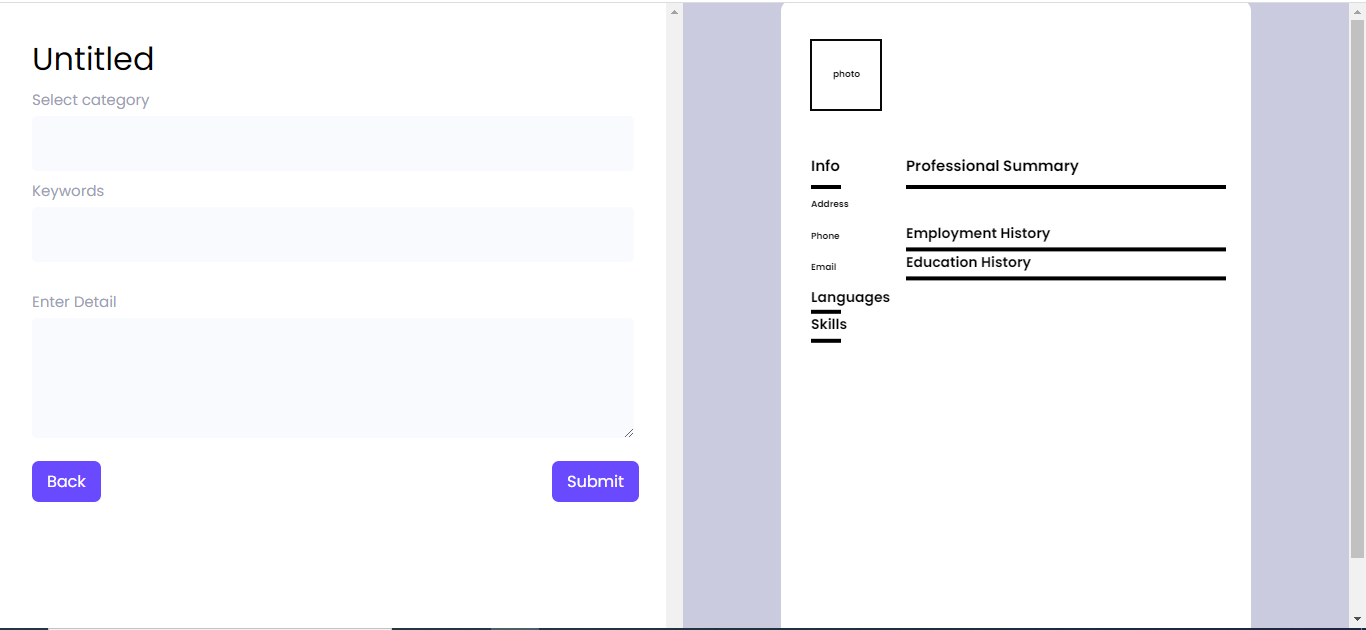 Untitled
Select category
Keywords
Enter Detail
Back
Submit
photo
Info
Address
Phone
Email
Languages
Skills
Professional Summary
Employment History
Education History